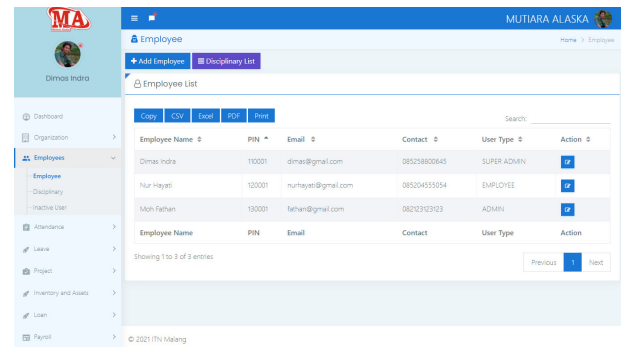 MA
MUTIARA ALASKA
Dimas Indra
Dashboard
Organization
Employees
Employee
Disciplinary
Inactive User
Attendance
Leave
Project
Inventory and Assets
Loan
Payroll
Employee
Home > Employee
+ Add Employee
Disciplinary List
Employee List
Copy CSV Excel PDF Print
Search:
Employee Name PIN Email Contact User Type Action
Dimas Indra 110001 dimas@gmail.com 085258800645 SUPER ADMIN
Nur Hayati 120001 nurhayati@gmail.com 085204555054 EMPLOYEE
Moh Fathan 130001 fathan@gmail.com 082123123123 ADMIN
Employee Name PIN Email Contact User Type Action
Showing 1 to 3 of 3 entries
Previous 1 Next
© 2021 ITN Malang